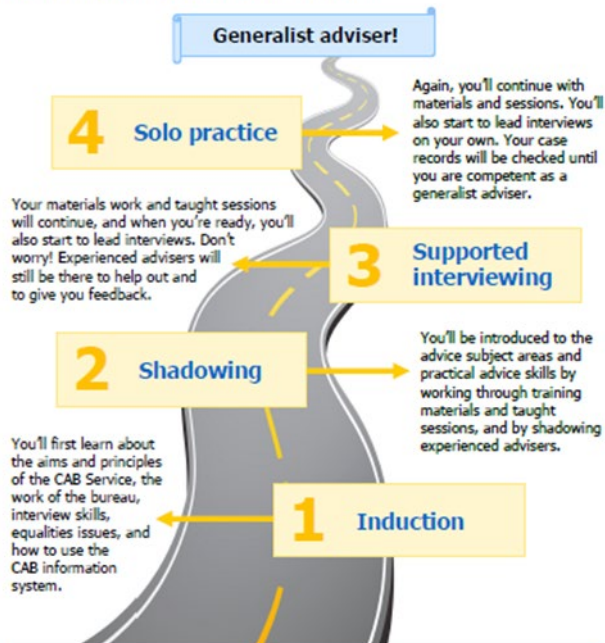 Generalist adviser!
4 Solo practice
Again, you'll continue with
materials and sessions. You'll
also start to lead interviews
on your own. Your case
records will be checked until
you are competent as a
generalist adviser.
Your materials work and taught sessions
will continue, and when you're ready, you'll
also start to lead interviews. Don't
worry! Experienced advisers will
still be there to help out and
to give you feedback.
3 Supported
interviewing
2 Shadowing
You'll be introduced to the
advice subject areas and
practical advice skills by
working through training
materials and taught
sessions, and by shadowing
experienced advisers.
You'll first learn about
the aims and principles
of the CAB Service, the
work of the bureau,
interview skills,
equalities issues, and
how to use the
CAB information
system.
1 Induction